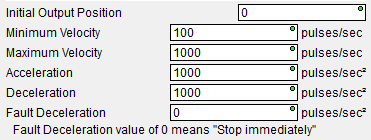 Initial Output Position 0
Minimum Velocity 100 pulses/sec
Maximum Velocity 1000 pulses/sec
Acceleration 1000 pulses/sec²
Deceleration 1000 pulses/sec²
Fault Deceleration 0 pulses/sec²
Fault Deceleration value of 0 means "Stop immediately"